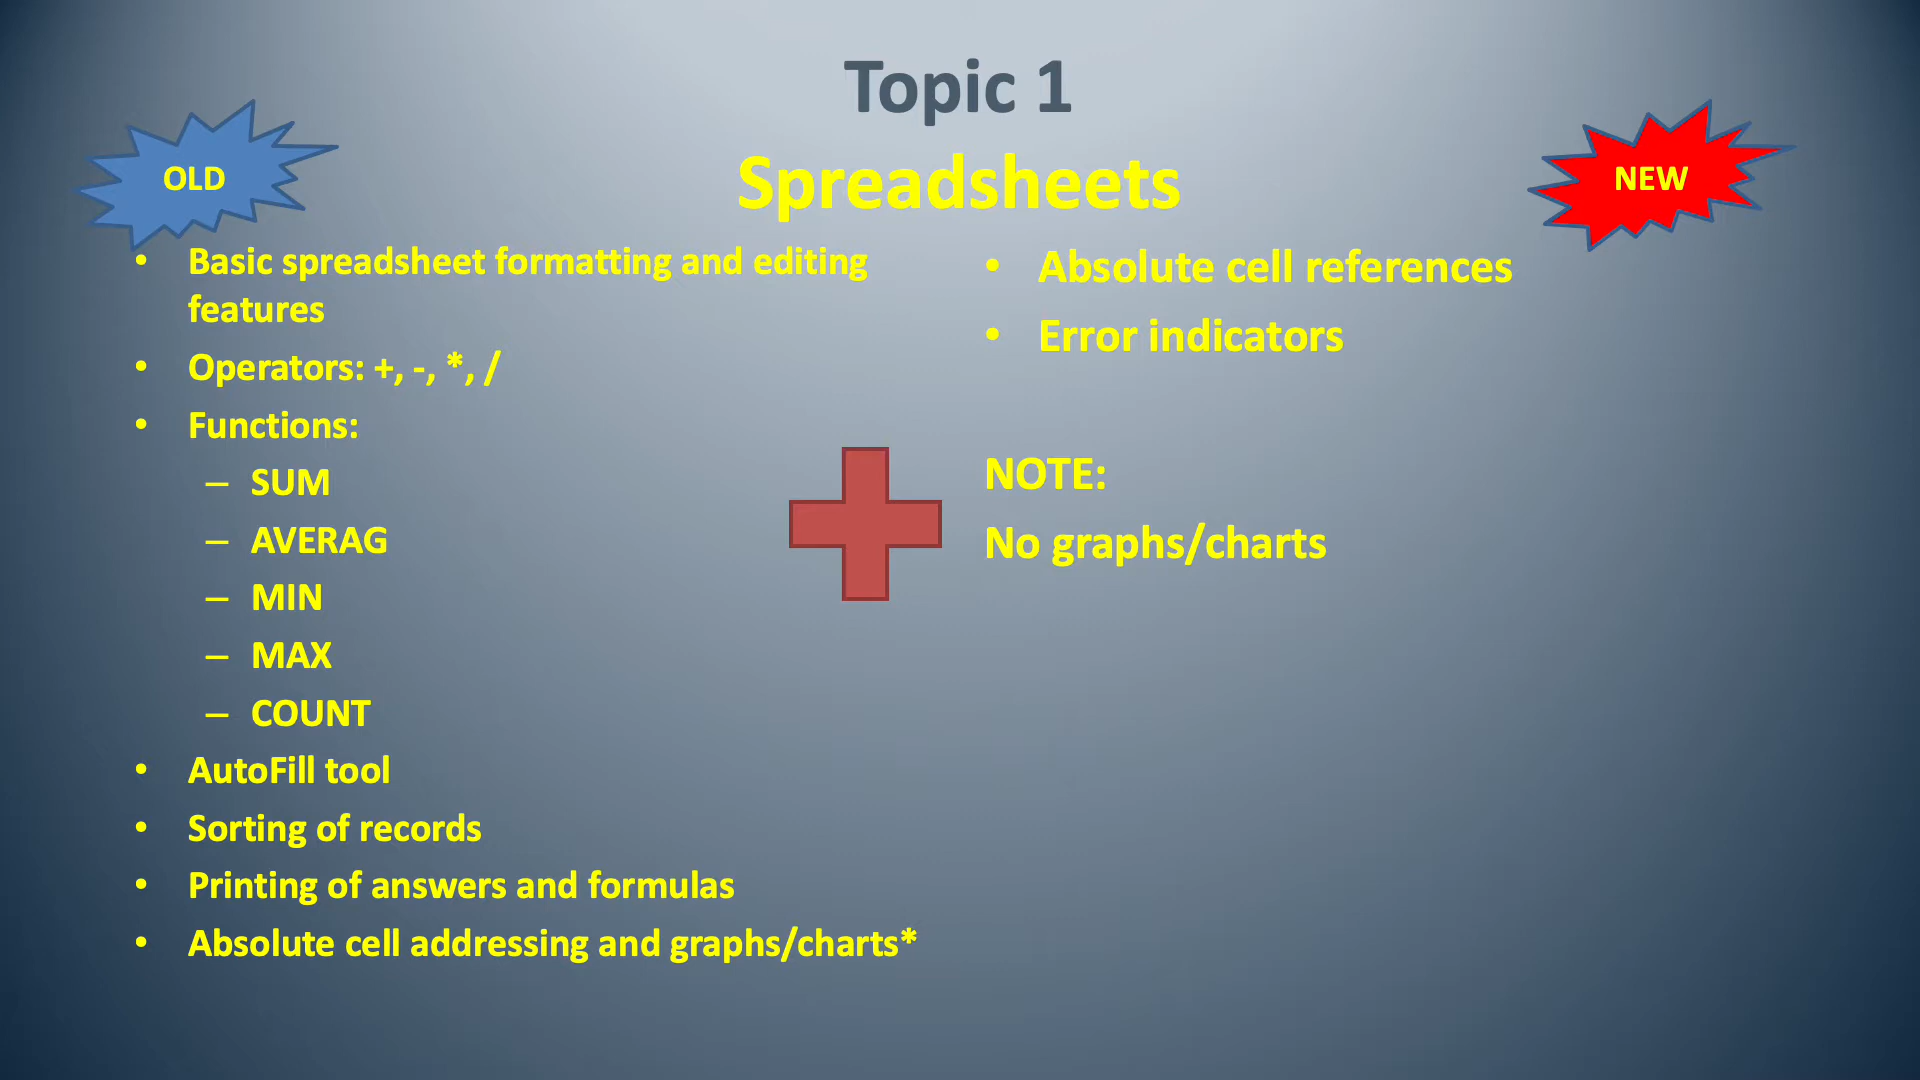 Topic 1
Spreadsheets
OLD
• Basic spreadsheet formatting and editing
features
• Operators: +, -, *, /
• Functions:
– SUM
– AVERAG
– MIN
– MAX
– COUNT
• AutoFill tool
• Sorting of records
• Printing of answers and formulas
• Absolute cell addressing and graphs/charts*
NEW
• Absolute cell references
• Error indicators
NOTE:
No graphs/charts